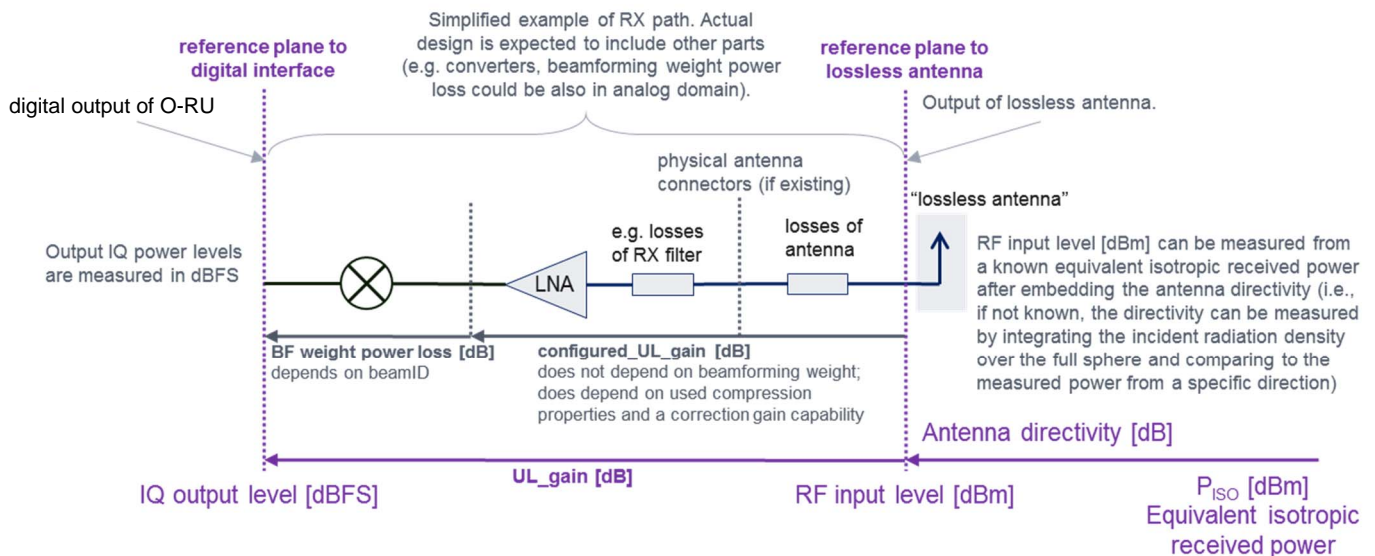 Simplified example of RX path. Actual
design is expected to include other parts
(e.g. converters, beamforming weight power
loss could be also in analog domain).
reference plane to
digital interface
reference plane to
lossless antenna
digital output of O-RU
Output of lossless antenna.
physical antenna
connectors (if existing)
"lossless antenna"
Output IQ power levels
are measured in dBFS
LNA
e.g. losses
of RX filter
losses of
antenna
RF input level [dBm] can be measured from
a known equivalent isotropic received power
after embedding the antenna directivity (i.e.,
if not known, the directivity can be measured
by integrating the incident radiation density
over the full sphere and comparing to the
measured power from a specific direction)
BF weight power loss [dB]
depends on beamID
configured_UL_gain [dB]
does not depend on beamforming weight;
does depend on used compression
properties and a correction gain capability
Antenna directivity [dB]
UL_gain [dB]
IQ output level [dBFS]
RF input level [dBm]
PISO [dBm]
Equivalent isotropic
received power